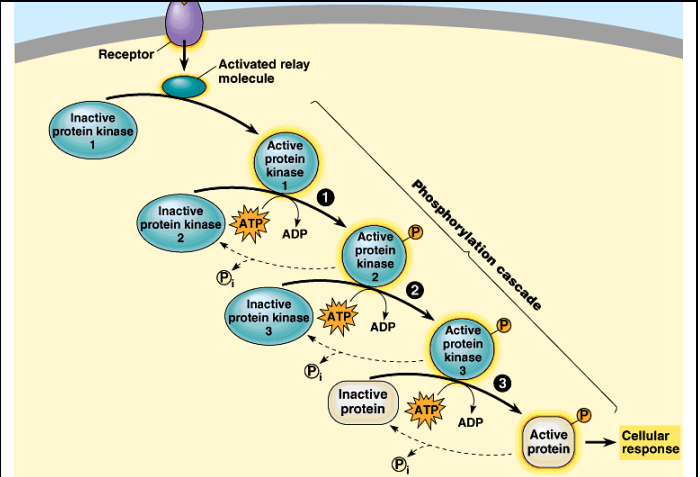 Receptor
Activated relay
molecule
Inactive
protein kinase
1
Active
protein
kinase
1
1
Phosphorylation cascade
Inactive
protein kinase
2
ATP
ADP
P
Active
protein
kinase
2
Pi
2
Inactive
protein kinase
3
ATP
ADP
P
Active
protein
kinase
3
Pi
3
Inactive
protein
ATP
ADP
P
Active
protein
Cellular
response
Pi